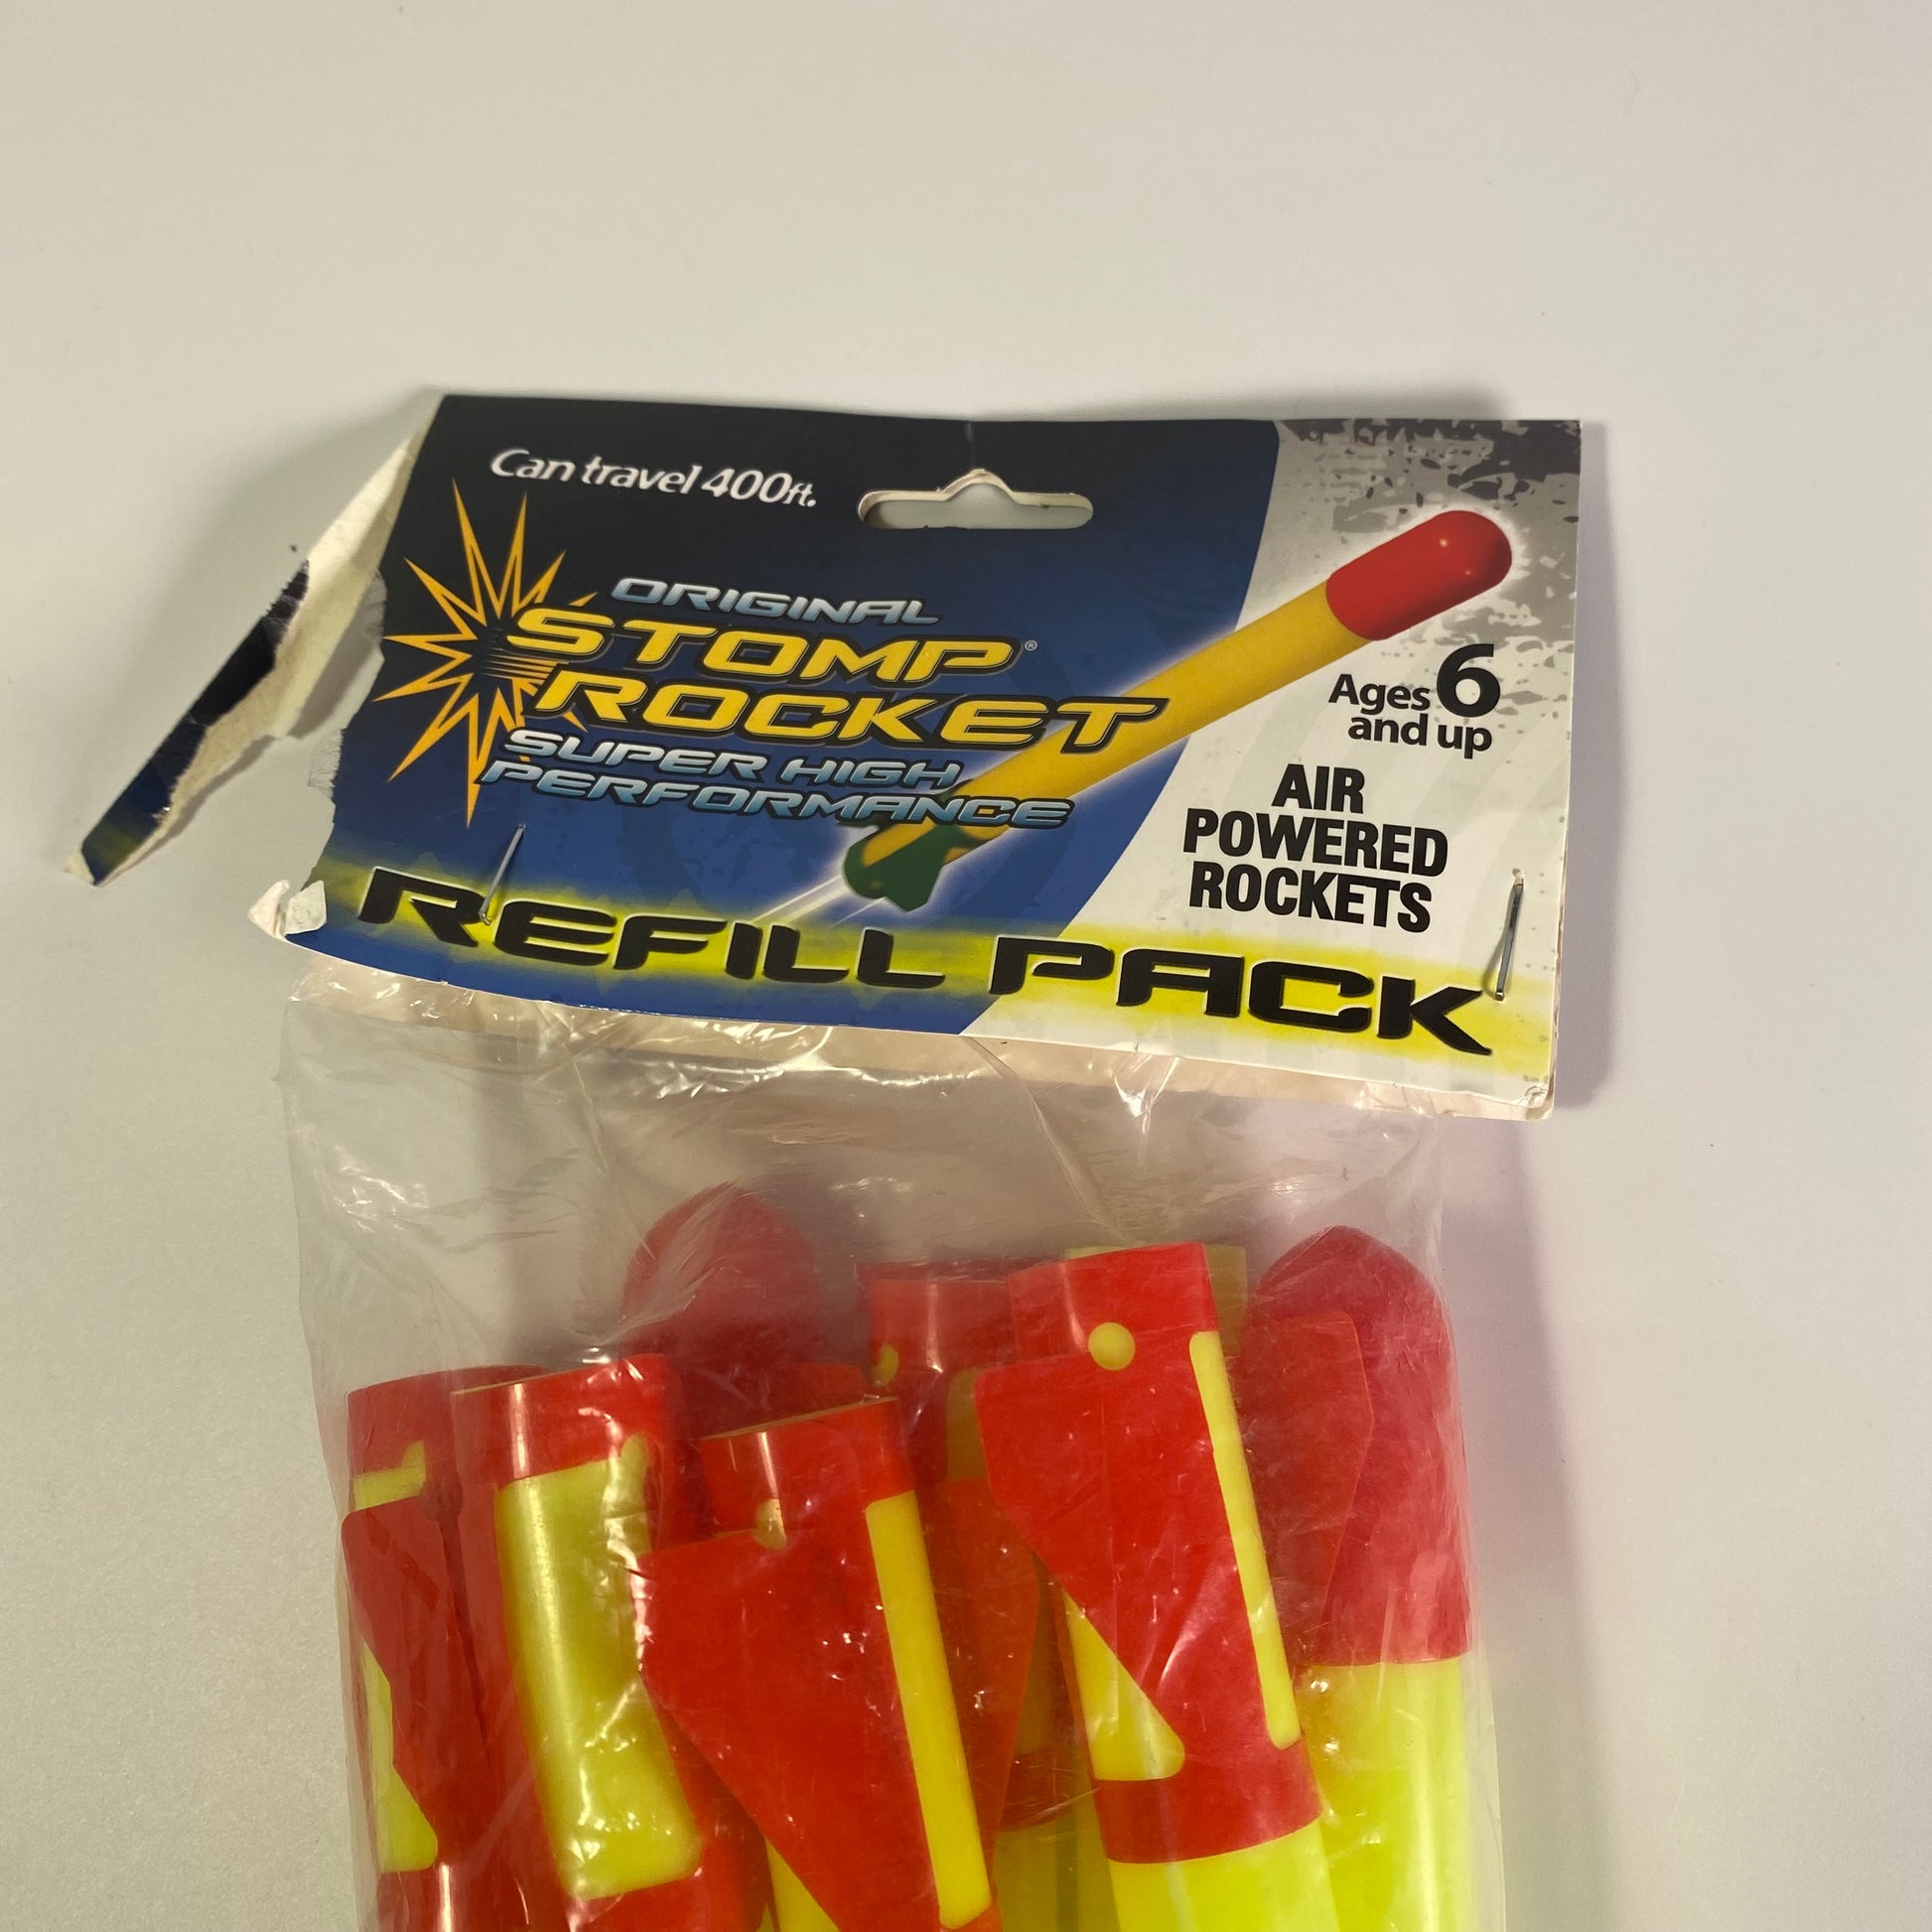 Can travel 400ft.
ORIGINAL
STOMP®
ROCKET
SUPER HIGH
PERFORMANCE
Ages 6
and up
AIR
POWERED
ROCKETS
REFILL PACK